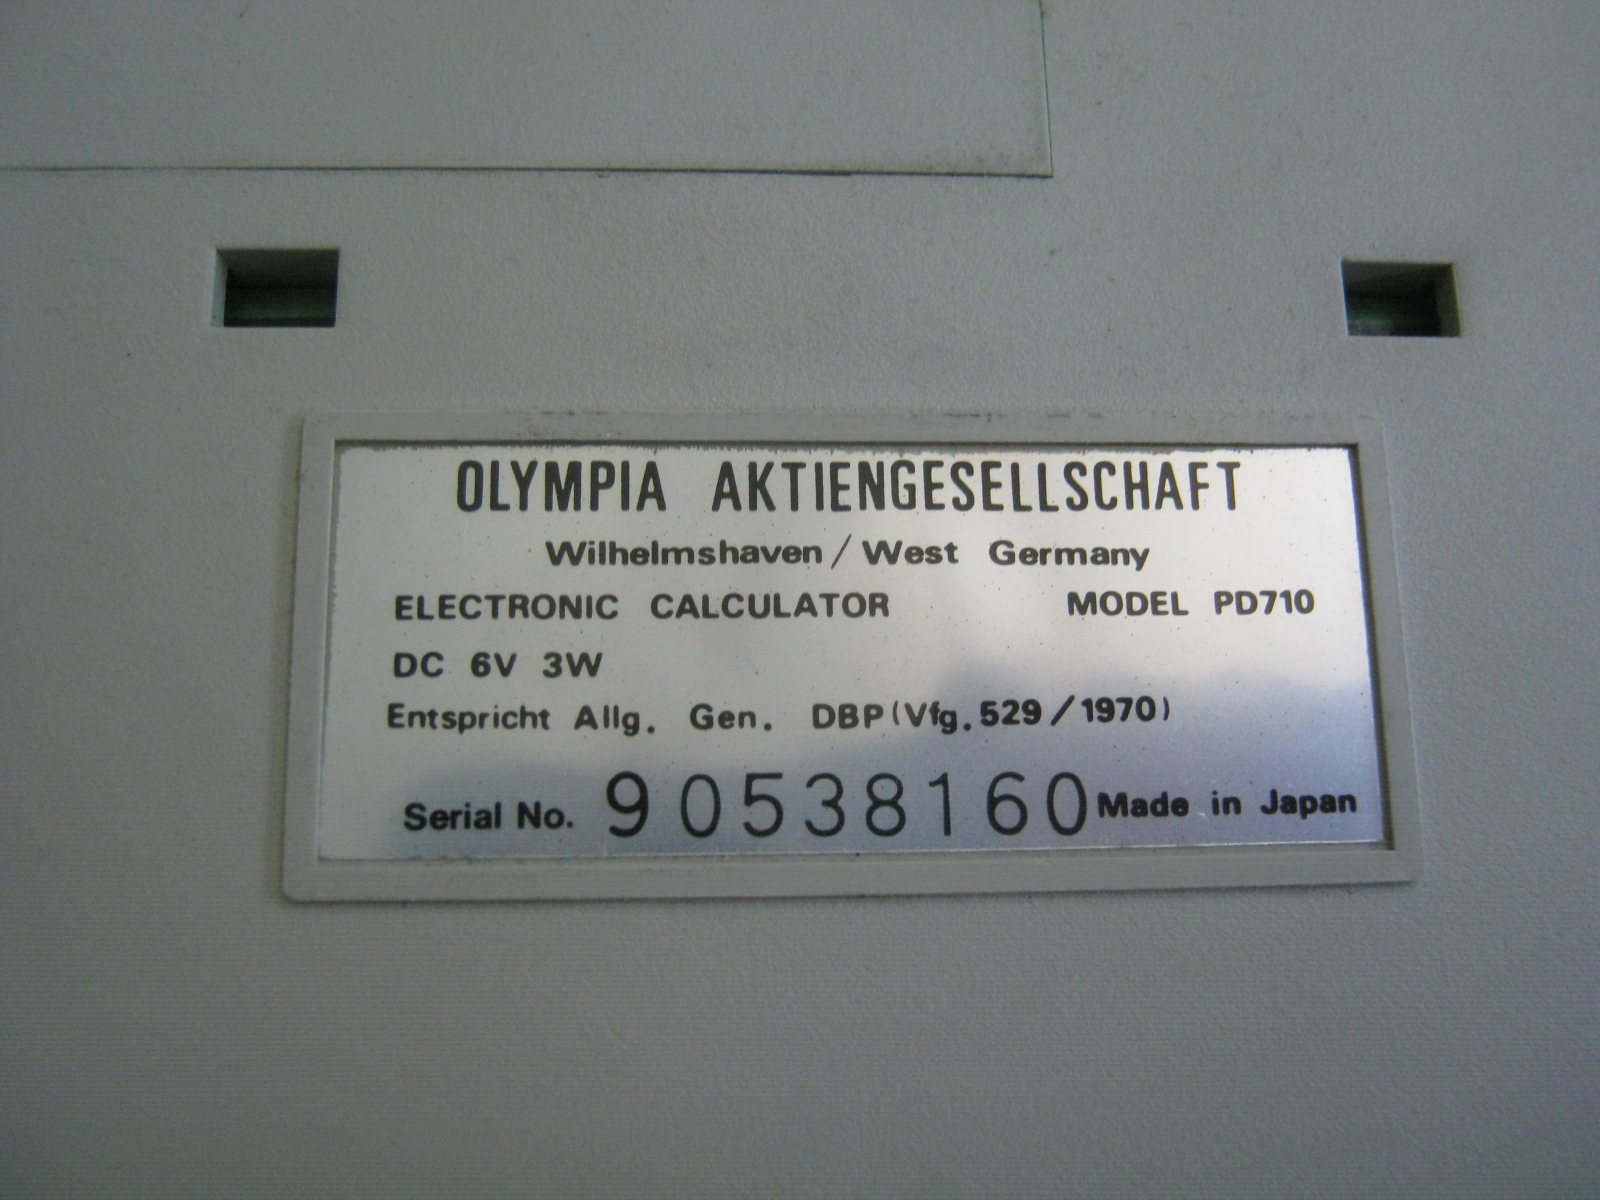 OLYMPIA AKTIENGESELLSCHAFT
Wilhelmshaven / West Germany
ELECTRONIC CALCULATOR MODEL PD710
DC 6V 3W
Entspricht Allg. Gen. DBP (Vfg. 529 / 1970)
Serial No. 90538160 Made in Japan